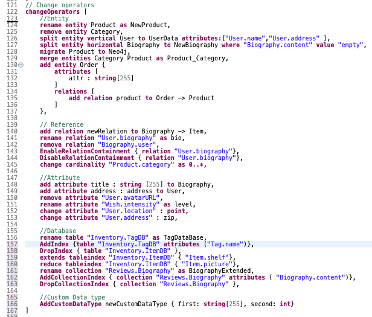 121 // Change operators
122 changeOperators [
123 //Entity
124 rename entity Product as NewProduct,
125 remove entity Category,
126 split entity vertical User to UserData attributes:["User.name","User.address" ],
127 split entity horizontal Biography to NewBiography where "Biography.content" value "empty",
128 migrate Product to Neo4j,
129 merge entities Category Product as Product_Category,
130 add entity Order {
131 attributes [
132 attr : string[255]
133 ]
134 relations [
135 add relation product to Order -> Product
136 ]
137 },
138
139 // Reference
140 add relation newRelation to Biography -> Item,
141 rename relation "User.biography" as bio,
142 remove relation "Biography.user",
143 EnableRelationContainment { relation "User.biography"},
144 DisableRelationContainment { relation "User.biography"},
145 change cardinality "Product.category" as 0..*,
146
147 //Attribute
148 add attribute title : string [255] to Biography,
149 add attribute address : address to User,
150 remove attribute "User.avatarURL",
151 rename attribute "Wish.intensity" as level,
152 change attribute "User.location" : point,
153 change attribute "User.address" : zip,
154
155 //Database
156 rename table "Inventory.TagDB" as TagDataBase,
157 AddIndex {table "Inventory.TagDB" attributes ("Tag.name")},
158 DropIndex { table "Inventory.ItemDB" },
159 extends tableindex "Inventory.ItemDB" { "Item.shelf"},
160 reduce tableindex "Inventory.ItemDB" { "Item.picture"},
161 rename collection "Reviews.Biography" as BiographyExtended,
162 AddCollectionIndex { collection "Reviews.Biography" attributes ( "Biography.content")},
163 DropCollectionIndex { collection "Reviews.Biography" },
164
165 //Custom Data type
166 AddCustomDataType newCustomDataType { first: string[255], second: int}
167 ]
168